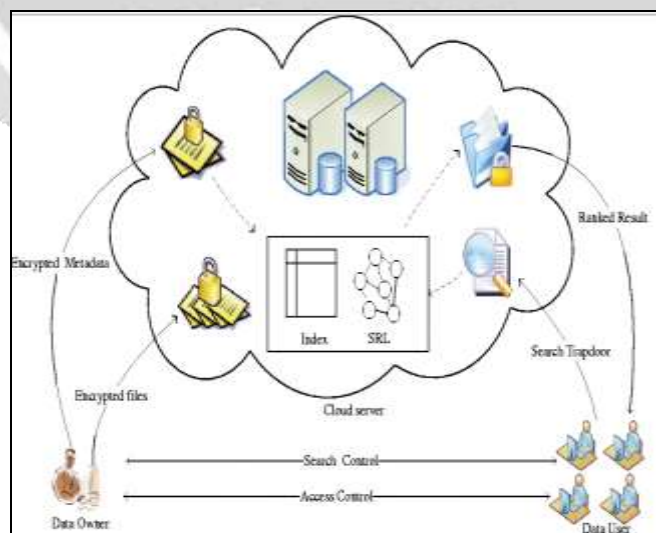 Ranked Result
Encrypted Metadata
Index
SRL
Search Trapdoor
Encrypted files
Cloud server
Search Control
Access Control
Data Owner
Data User